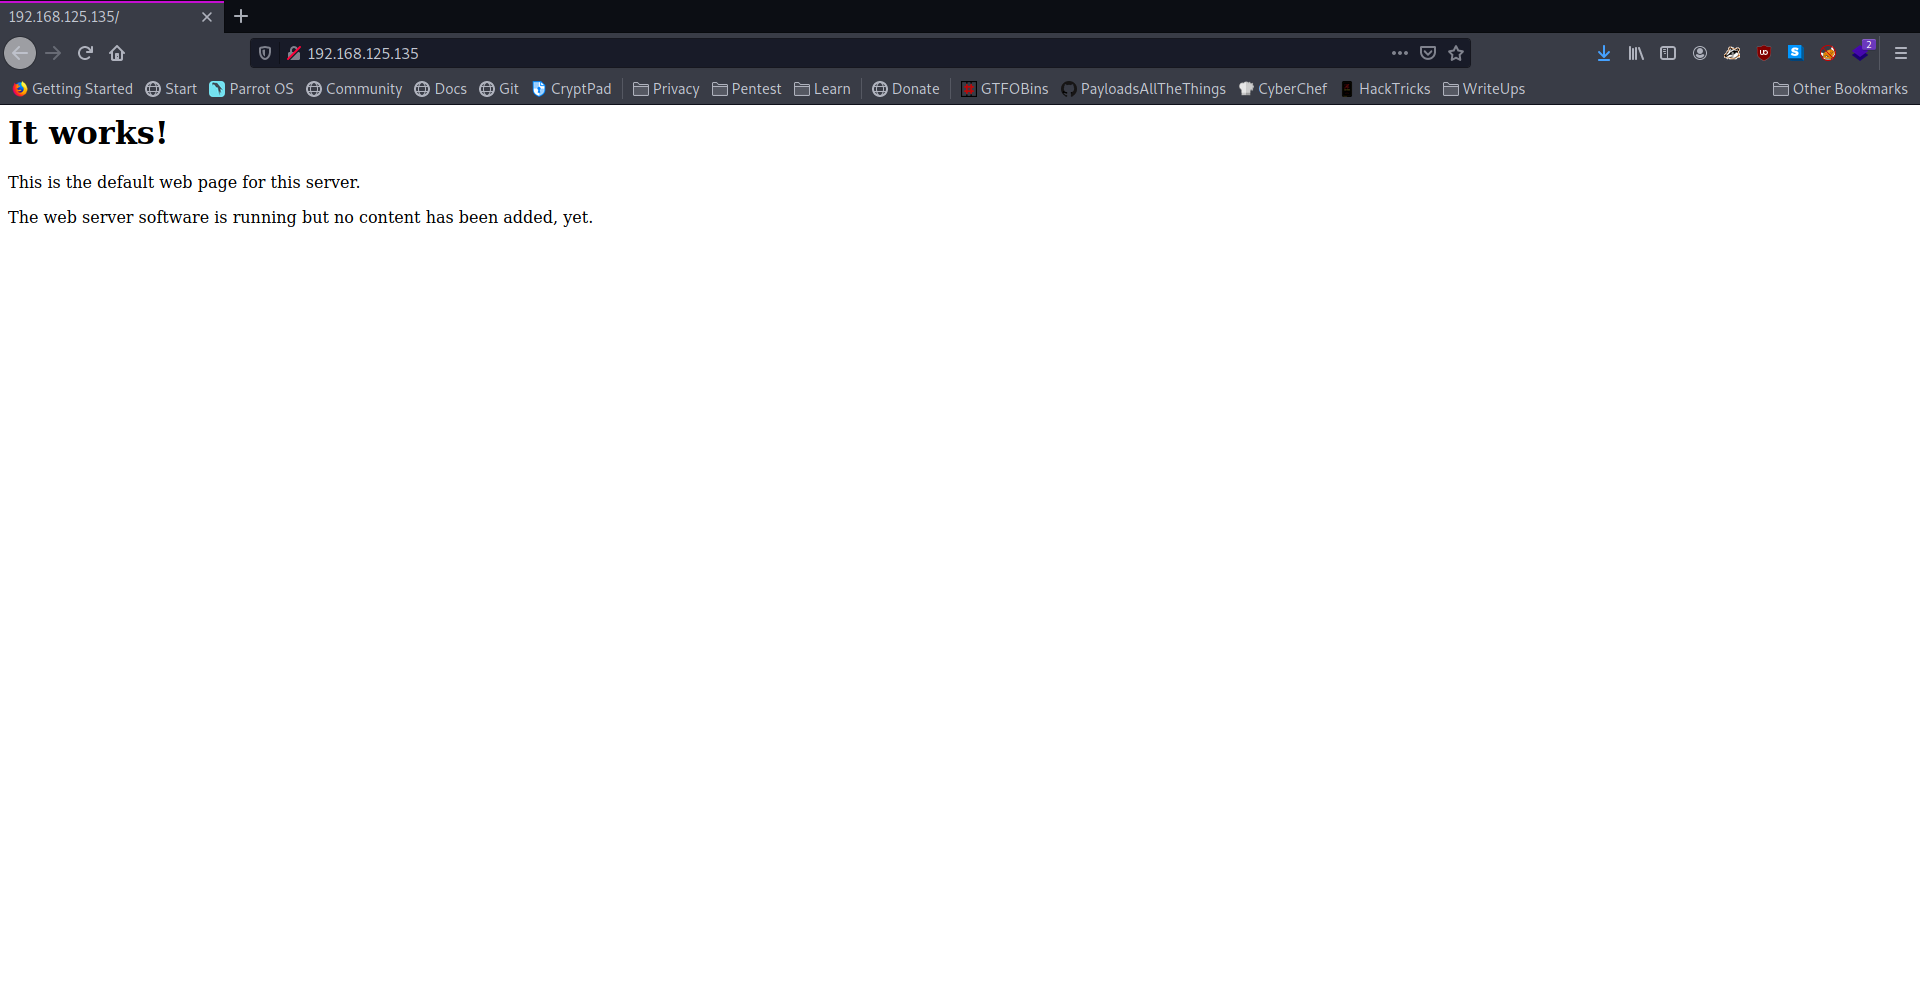 192.168.125.135/
192.168.125.135
2
Getting Started Start Parrot OS Community Docs Git CryptPad Privacy Pentest Learn Donate GTFOBins PayloadsAllTheThings CyberChef HackTricks WriteUps Other Bookmarks
It works!
This is the default web page for this server.
The web server software is running but no content has been added, yet.